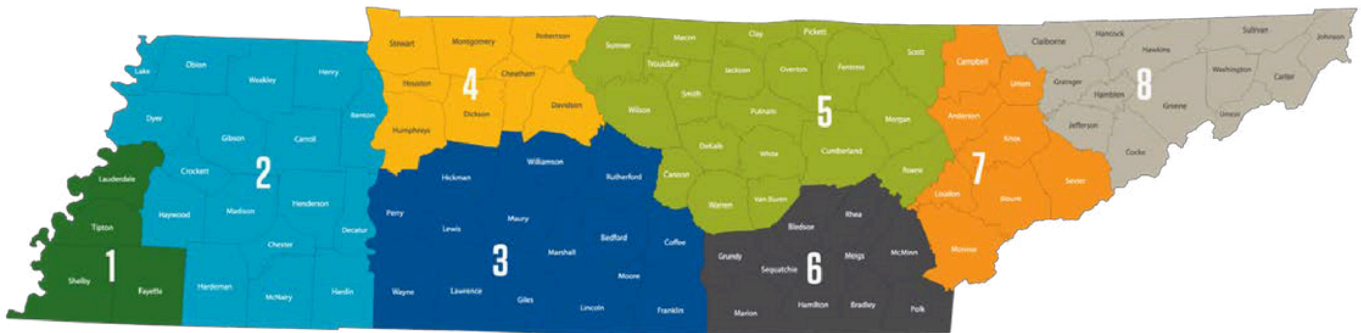 Lake
Obion
Weakley
Henry
Dyer
Gibson
Carroll
Benton
2
Crockett
Haywood
Madison
Henderson
Decatur
Chester
Hardeman
McNairy
Hardin
Lauderdale
Tipton
1
Shelby
Fayette
Stewart
Montgomery
Robertson
Houston
4
Cheatham
Humphreys
Dickson
Davidson
Hickman
Williamson
Rutherford
Perry
Lewis
Maury
Bedford
Coffee
3
Marshall
Moore
Wayne
Lawrence
Giles
Lincoln
Franklin
Sumner
Macon
Clay
Pickett
Scott
Trousdale
Jackson
Overton
Fentress
Smith
Wilson
Putnam
5
Morgan
DeKalb
White
Cumberland
Cannon
Roane
Warren
Van Buren
Bledsoe
Rhea
Grundy
Sequatchie
6
Meigs
McMinn
Marion
Hamilton
Bradley
Polk
Campbell
Union
Anderson
Knox
7
Loudon
Blount
Sevier
Monroe
Claiborne
Hancock
Hawkins
Sullivan
Johnson
Grainger
Hamblen
8
Washington
Carter
Greene
Unicoi
Jefferson
Cocke